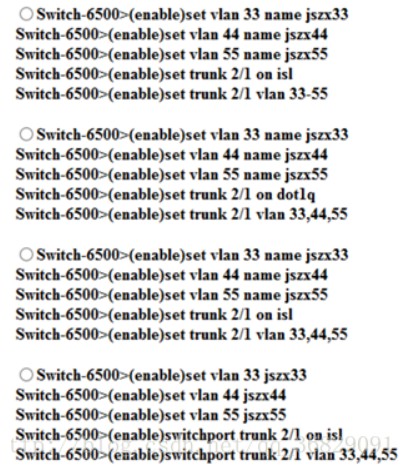 Switch-6500>(enable)set vlan 33 name jszx33
Switch-6500>(enable)set vlan 44 name jszx44
Switch-6500>(enable)set vlan 55 name jszx55
Switch-6500>(enable)set trunk 2/1 on isl
Switch-6500>(enable)set trunk 2/1 vlan 33-55
Switch-6500>(enable)set vlan 33 name jszx33
Switch-6500>(enable)set vlan 44 name jszx44
Switch-6500>(enable)set vlan 55 name jszx55
Switch-6500>(enable)set trunk 2/1 on dotlq
Switch-6500>(enable)set trunk 2/1 vlan 33,44,55
Switch-6500>(enable)set vlan 33 name jszx33
Switch-6500>(enable)set vlan 44 name jszx44
Switch-6500>(enable)set vlan 55 name jszx55
Switch-6500>(enable)set trunk 2/1 on isl
Switch-6500>(enable)set trunk 2/1 vlan 33,44,55
Switch-6500>(enable)set vlan 33 jszx33
Switch-6500>(enable)set vlan 44 jszx44
Switch-6500>(enable)set vlan 55 jszx55
Switch-6500>(enable)switchport trunk 2/1 on isl
Switch-6500>(enable)switchport trunk 2/1 vlan 33,44,55